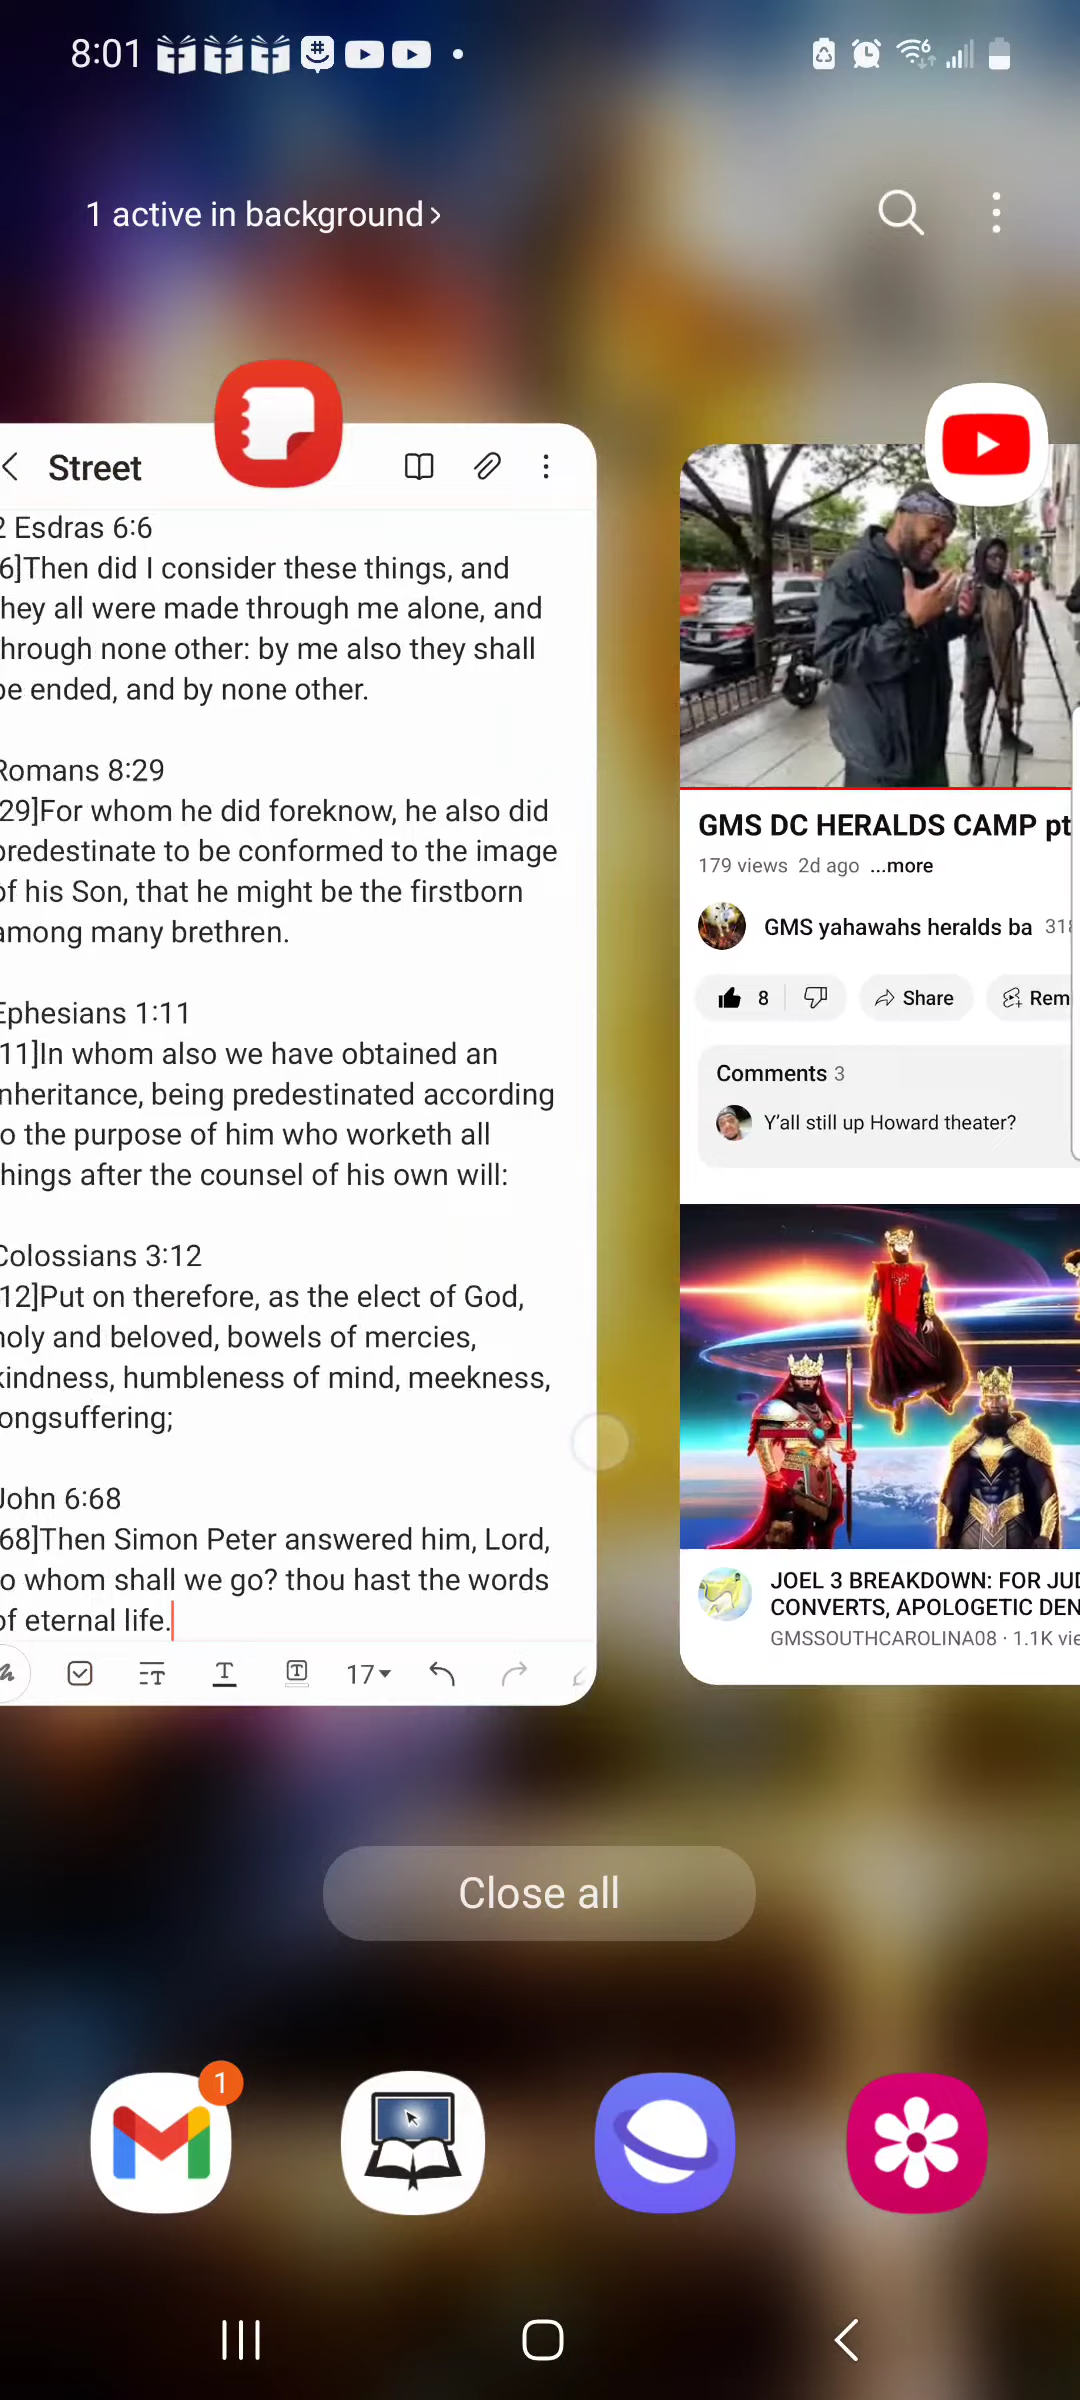 8:01
1 active in background ›
Street
2 Esdras 6:6
6]Then did I consider these things, and
they all were made through me alone, and
through none other: by me also they shall
be ended, and by none other.
Romans 8:29
29]For whom he did foreknow, he also did
predestinate to be conformed to the image
of his Son, that he might be the firstborn
among many brethren.
Ephesians 1:11
11]In whom also we have obtained an
inheritance, being predestinated according
to the purpose of him who worketh all
things after the counsel of his own will:
Colossians 3:12
12]Put on therefore, as the elect of God,
holy and beloved, bowels of mercies,
kindness, humbleness of mind, meekness,
longsuffering;
John 6:68
68]Then Simon Peter answered him, Lord,
to whom shall we go? thou hast the words
of eternal life.
17
GMS DC HERALDS CAMP pt
179 views 2d ago ...more
GMS yahawahs heralds ba 318
8
Share
Rem
Comments 3
Y'all still up Howard theater?
JOEL 3 BREAKDOWN: FOR JUD
CONVERTS, APOLOGETIC DEN
GMSSOUTHCAROLINA08 · 1.1K vie
Close all
1